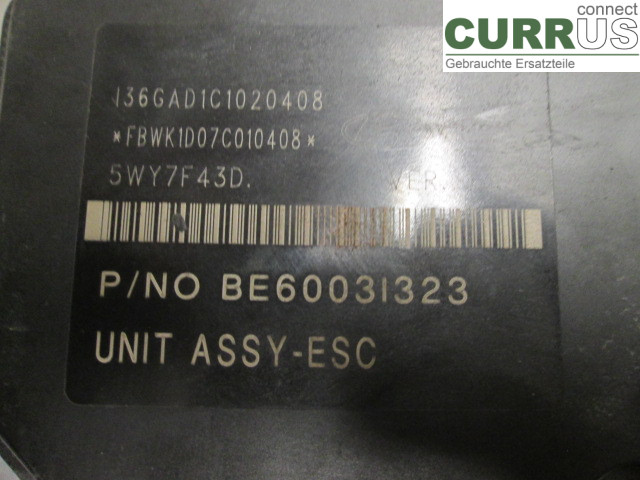 connect
CURRUS
Gebrauchte Ersatzteile
I36GAD1C1020408
*FBWK1D07C010408*
5WY7F43D. VER.
P/NO BE60031323
UNIT ASSY-ESC